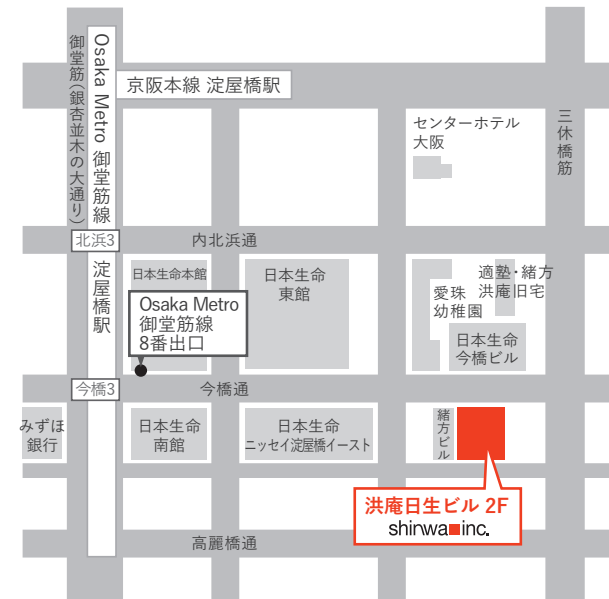 御堂筋(銀杏並木の大通り)
Osaka Metro 御堂筋線
淀屋橋駅
京阪本線 淀屋橋駅
三休橋筋
センターホテル
大阪
北浜3
内北浜通
日本生命本館
日本生命
東館
Osaka Metro
御堂筋線
8番出口
愛珠
幼稚園
適塾・緒方
洪庵旧宅
日本生命
今橋ビル
今橋3
今橋通
みずほ
銀行
日本生命
南館
日本生命
ニッセイ淀屋橋イースト
緒方ビル
洪庵日生ビル 2F
shinwa inc.
高麗橋通